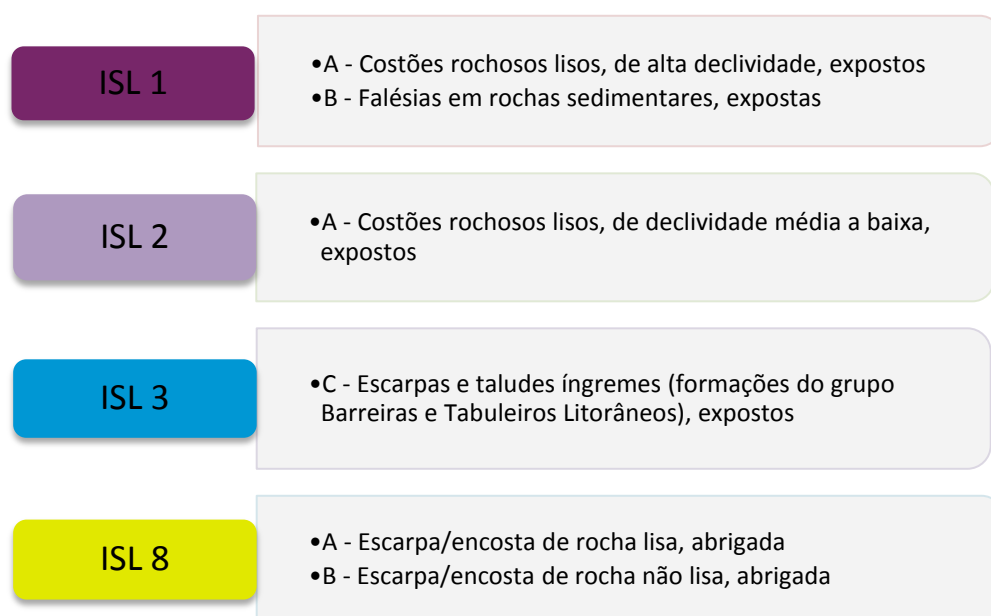 ISL 1
•A - Costões rochosos lisos, de alta declividade, expostos
•B - Falésias em rochas sedimentares, expostas
ISL 2
•A - Costões rochosos lisos, de declividade média a baixa,
expostos
ISL 3
•C - Escarpas e taludes íngremes (formações do grupo
Barreiras e Tabuleiros Litorâneos), expostos
ISL 8
•A - Escarpa/encosta de rocha lisa, abrigada
•B - Escarpa/encosta de rocha não lisa, abrigada